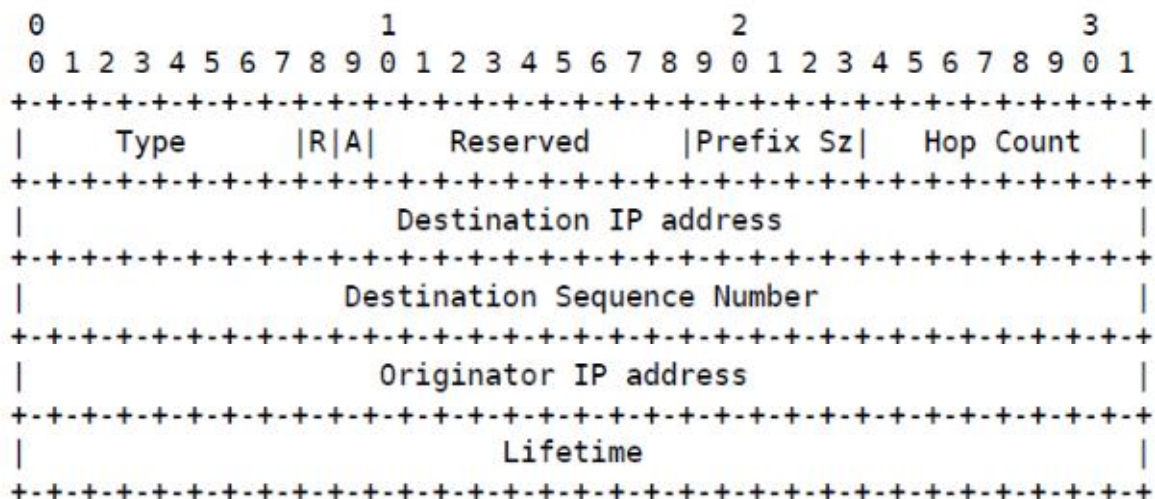 0                   1                   2                   3
 0 1 2 3 4 5 6 7 8 9 0 1 2 3 4 5 6 7 8 9 0 1 2 3 4 5 6 7 8 9 0 1
+-+-+-+-+-+-+-+-+-+-+-+-+-+-+-+-+-+-+-+-+-+-+-+-+-+-+-+-+-+-+-+-+
|     Type      |R|A|    Reserved     |Prefix Sz|   Hop Count   |
+-+-+-+-+-+-+-+-+-+-+-+-+-+-+-+-+-+-+-+-+-+-+-+-+-+-+-+-+-+-+-+-+
|                     Destination IP address                    |
+-+-+-+-+-+-+-+-+-+-+-+-+-+-+-+-+-+-+-+-+-+-+-+-+-+-+-+-+-+-+-+-+
|                  Destination Sequence Number                  |
+-+-+-+-+-+-+-+-+-+-+-+-+-+-+-+-+-+-+-+-+-+-+-+-+-+-+-+-+-+-+-+-+
|                    Originator IP address                      |
+-+-+-+-+-+-+-+-+-+-+-+-+-+-+-+-+-+-+-+-+-+-+-+-+-+-+-+-+-+-+-+-+
|                           Lifetime                            |
+-+-+-+-+-+-+-+-+-+-+-+-+-+-+-+-+-+-+-+-+-+-+-+-+-+-+-+-+-+-+-+-+